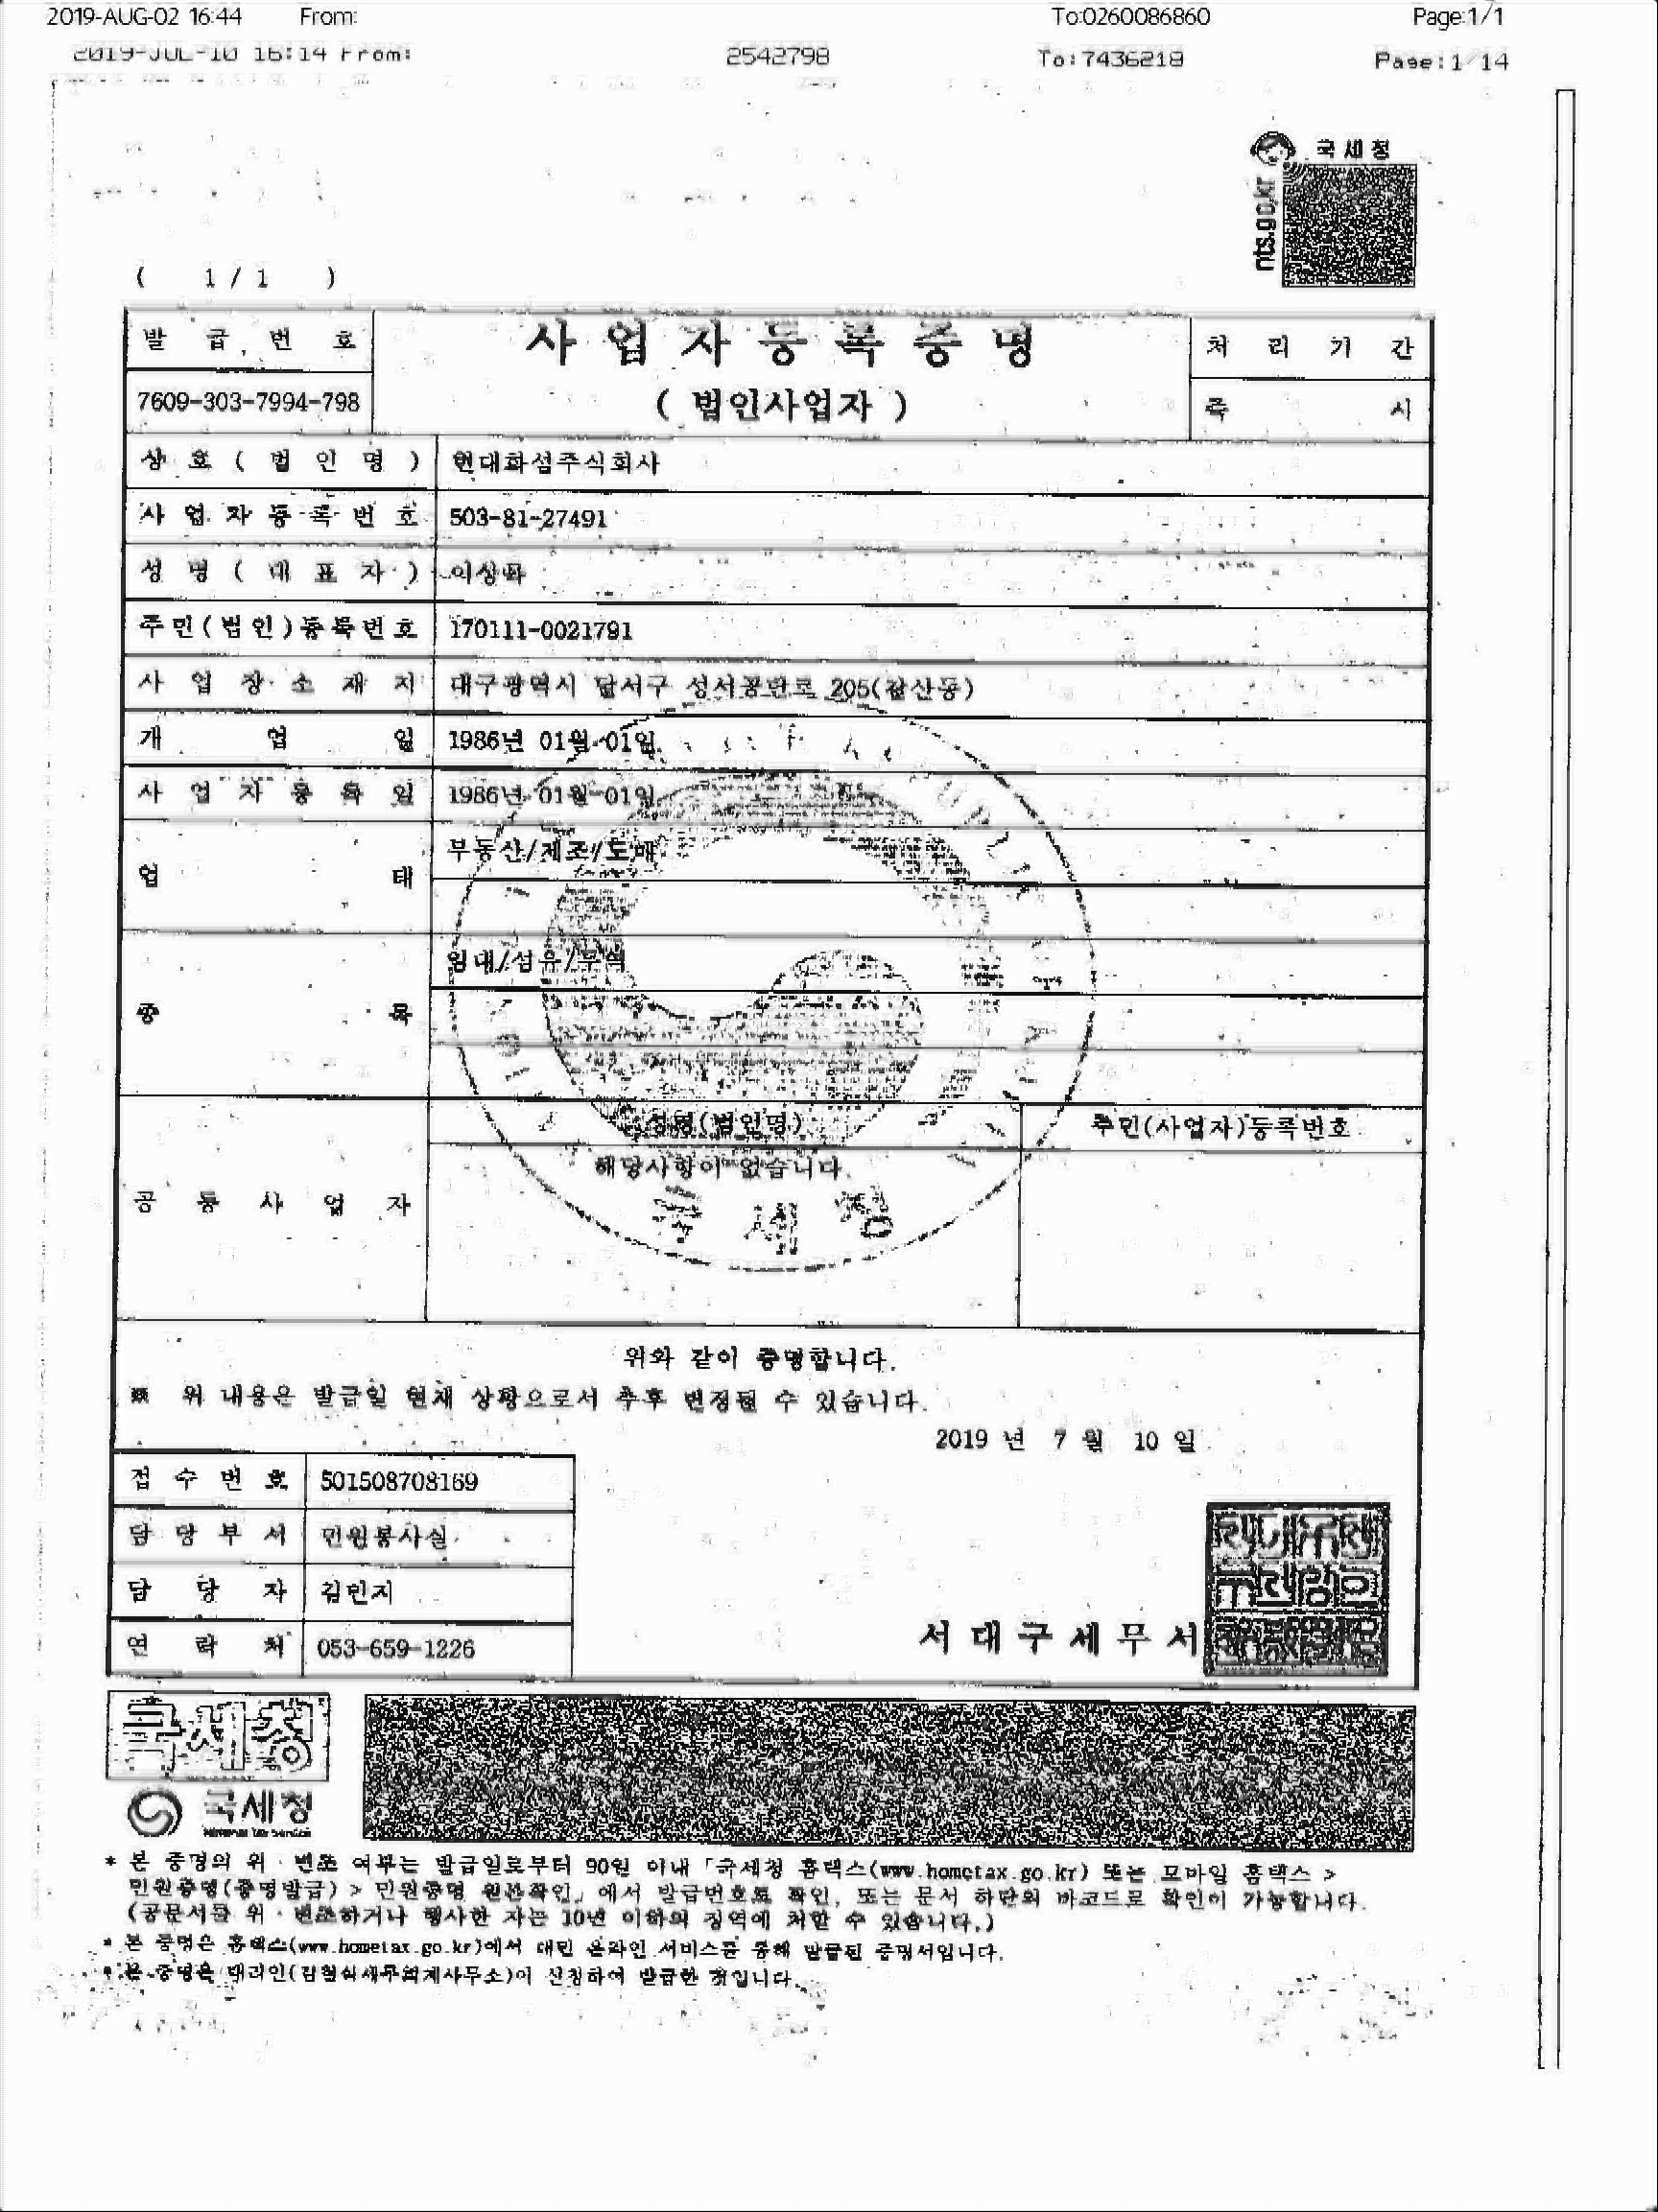 2019-AUG-02 16:44 From: To:0260086860 Page:1/1
2019-JUL-10 16:14 From: 2542798 To:7436218 Page:1/14
국세청
nts.go.kr
( 1 / 1 )
발 급 번 호
7609-303-7994-798
사 업 자 등 록 증 명
( 법인사업자 )
처 리 기 간
즉 시
상 호 ( 법 인 명 ) 현대화섬주식회사
사 업 자 등 록 번 호 503-81-27491
성 명 ( 대 표 자 ) 이상
주민(법인)등록번호 170111-0021791
사 업 장 소 재 지 대구광역시 달서구 성서공단로 205(갈산동)
개 업 일 1986년 01월 01일
사 업 자 등 록 일 1986년 01월 01일
업 태 부동산/제조/도매
종 목 임대/섬유/무역
공 동 사 업 자
성명(법인명) 주민(사업자)등록번호
해당사항이 없습니다.
국세청
위와 같이 증명합니다.
※ 위 내용은 발급일 현재 상황으로서 추후 변경될 수 있습니다.
2019 년 7 월 10 일
접 수 번 호 501508708169
담 당 부 서 민원봉사실
담 당 자 김민지
연 락 처 053-659-1226
서 대 구 세 무 서
국세청
국세청
National Tax Service
* 본 증명의 위·변조 여부는 발급일로부터 90일 이내 「국세청 홈택스(www.hometax.go.kr) 또는 모바일 홈택스 >
민원증명(증명발급) > 민원증명 원본확인」에서 발급번호로 확인, 또는 문서 하단의 바코드로 확인이 가능합니다.
(공문서를 위·변조하거나 행사한 자는 10년 이하의 징역에 처할 수 있습니다.)
* 본 증명은 홈택스(www.hometax.go.kr)에서 대민 온라인 서비스를 통해 발급된 증명서입니다.
* 본 증명은 대리인(김형식세무회계사무소)이 신청하여 발급한 것입니다.